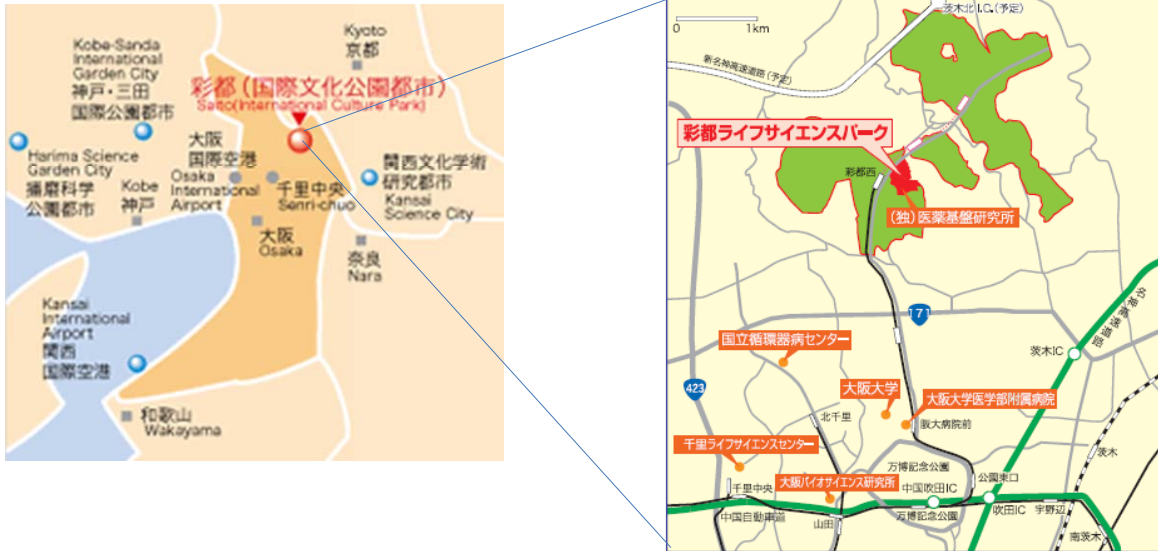 Kyoto
京都
Kobe-Sanda
International
Garden City
神戸・三田
国際公園都市
彩都(国際文化公園都市)
Saito(International Culture Park)
Harima Science
Garden City
播磨科学
公園都市
Kobe
神戸
大阪
国際空港
Osaka
International
Airport
千里中央
Senri-chuo
関西文化学術
研究都市
Kansai
Science City
大阪
Osaka
奈良
Nara
Kansai
International
Airport
関西
国際空港
和歌山
Wakayama
0 1km
茨木北I.C.(予定)
新名神高速道路(予定)
彩都ライフサイエンスパーク
彩都西
(独)医薬基盤研究所
171
名神高速道路
国立循環器病センター
茨木IC
423
大阪大学
大阪大学医学部附属病院
北千里
阪大病院前
千里ライフサイエンスセンター
万博記念公園
茨木
公園東口
千里中央
大阪バイオサイエンス研究所
中国吹田IC
中国自動車道
山田
万博記念公園
吹田IC
宇野辺
南茨木